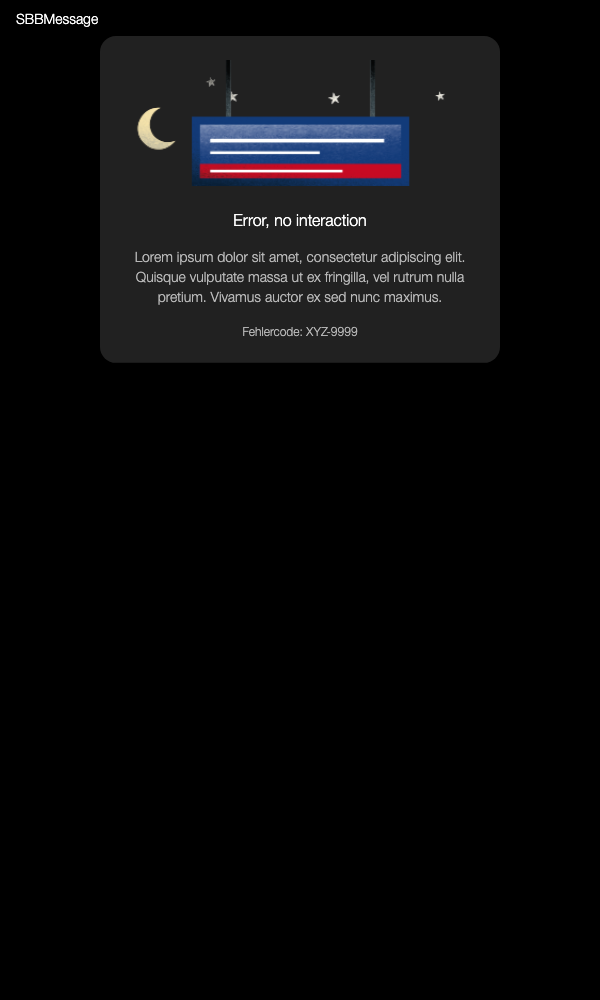 SBBMessage
Error, no interaction
Lorem ipsum dolor sit amet, consectetur adipiscing elit.
Quisque vulputate massa ut ex fringilla, vel rutrum nulla
pretium. Vivamus auctor ex sed nunc maximus.
Fehlercode: XYZ-9999